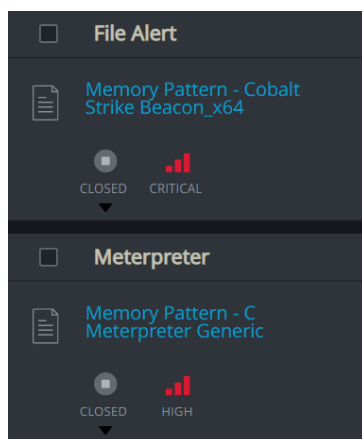 File Alert
Memory Pattern - Cobalt
Strike Beacon_x64
CLOSED CRITICAL
Meterpreter
Memory Pattern - C
Meterpreter Generic
CLOSED HIGH